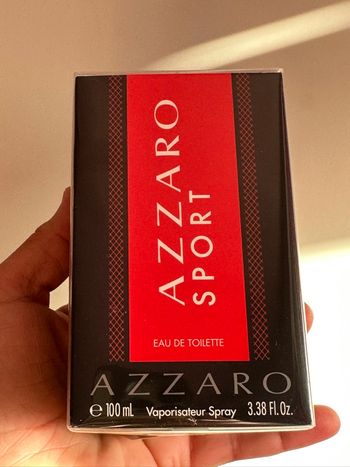 AZZARO
SPORT
EAU DE TOILETTE
AZZARO
℮ 100 mL Vaporisateur Spray 3.38 Fl. Oz.